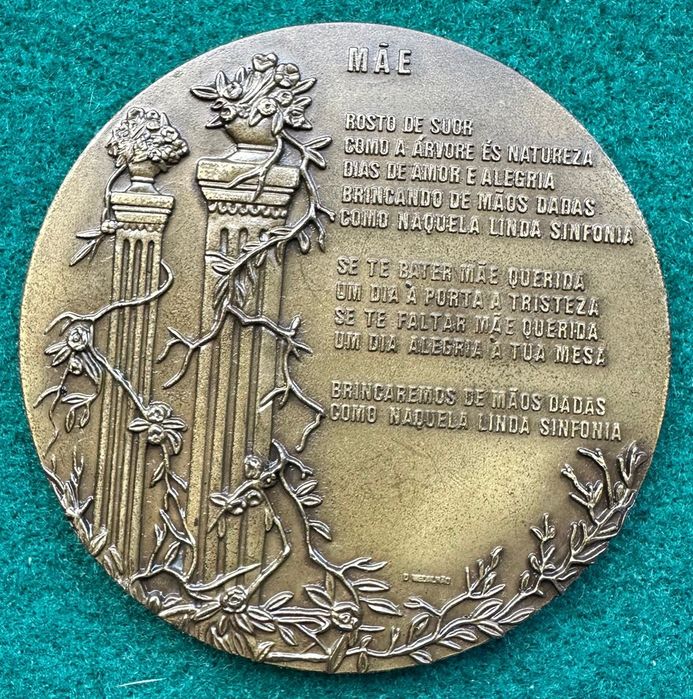 MÃE
ROSTO DE SUOR
COMO A ÁRVORE ÉS NATUREZA
DIAS DE AMOR E ALEGRIA
BRINCANDO DE MÃOS DADAS
COMO NAQUELA LINDA SINFONIA
SE TE BATER MÃE QUERIDA
UM DIA À PORTA A TRISTEZA
SE TE FALTAR MÃE QUERIDA
UM DIA ALEGRIA À TUA MESA
BRINCAREMOS DE MÃOS DADAS
COMO NAQUELA LINDA SINFONIA